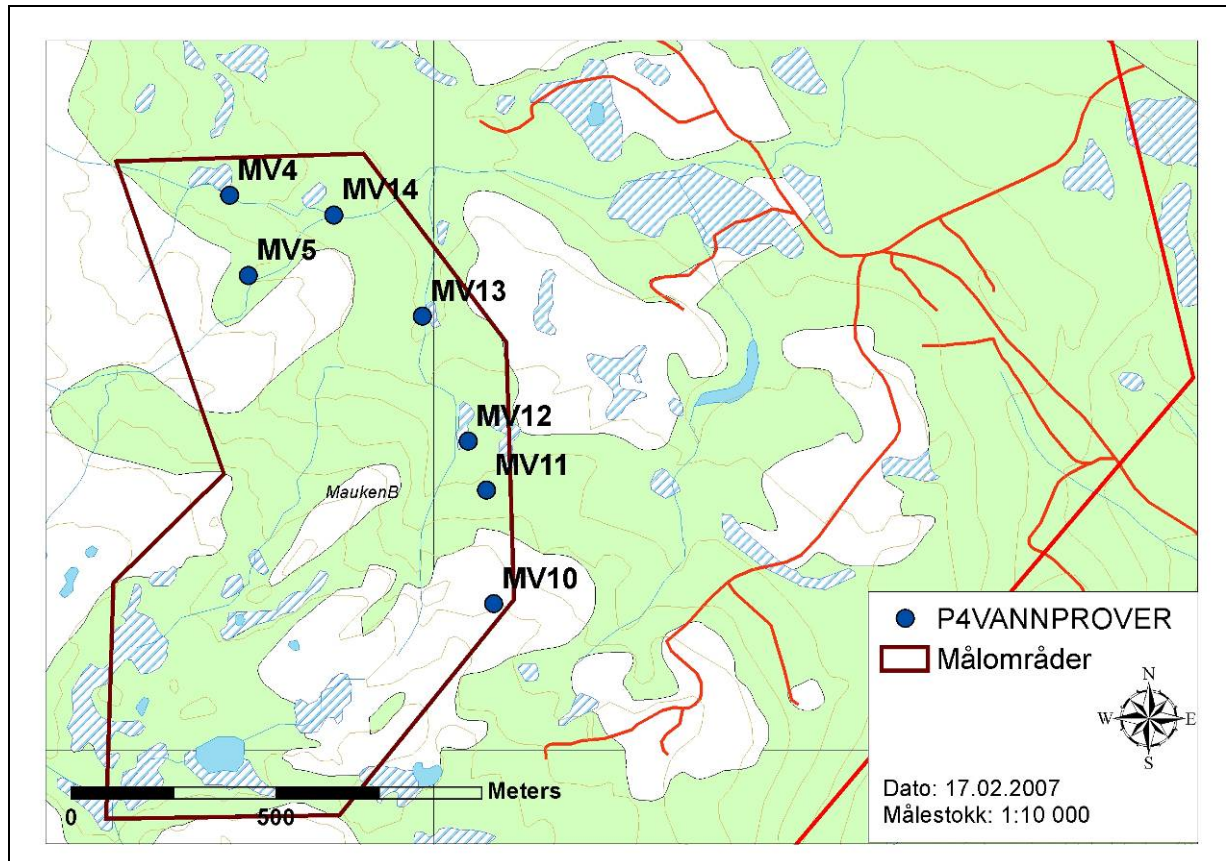 MV4
MV14
MV5
MV13
MV12
MV11
MaukenB
MV10
P4VANNPRØVER
Målområder
N
W E
S
Meters
0 500
Dato: 17.02.2007
Målestokk: 1:10 000